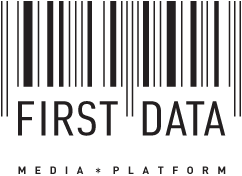 FIRST DATA
MEDIA * PLATFORM